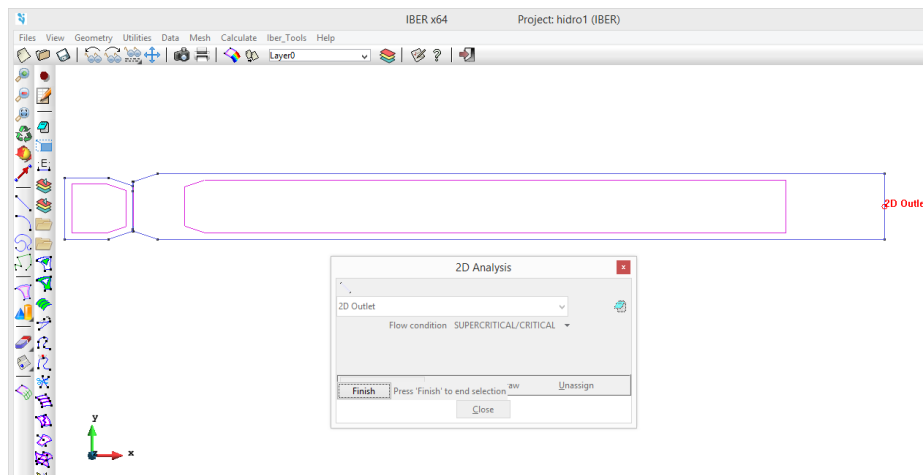 IBER x64 Project: hidro1 (IBER)
Files View Geometry Utilities Data Mesh Calculate Iber_Tools Help
Layer0
:E:
2D Outle
2D Analysis
x
2D Outlet
Flow condition SUPERCRITICAL/CRITICAL
aw Unassign
Finish Press 'Finish' to end selection
Close
y
x